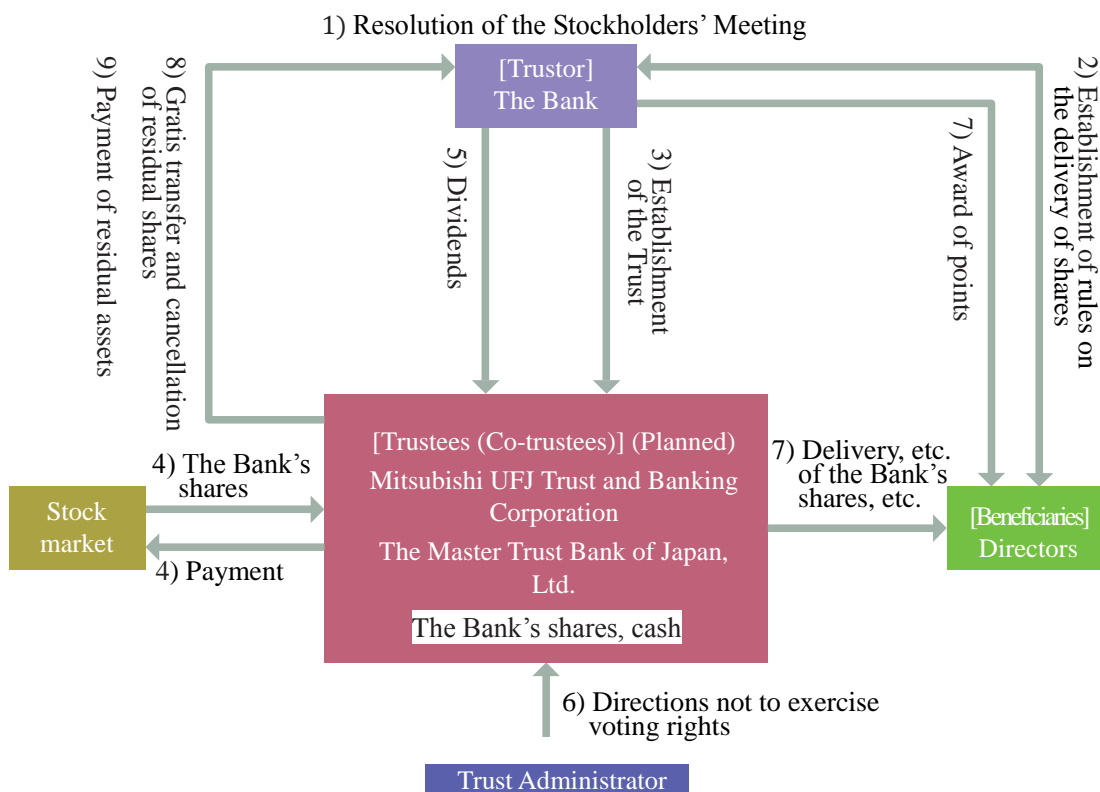 1) Resolution of the Stockholders’ Meeting
[Trustor]
The Bank
9) Payment of residual assets
8) Gratis transfer and cancellation
of residual shares
5) Dividends
3) Establishment
of the Trust
7) Award of points
2) Establishment of rules on
the delivery of shares
4) The Bank’s
shares
Stock
market
4) Payment
[Trustees (Co-trustees)] (Planned)
Mitsubishi UFJ Trust and Banking
Corporation
The Master Trust Bank of Japan,
Ltd.
The Bank’s shares, cash
7) Delivery, etc.
of the Bank’s
shares, etc.
[Beneficiaries]
Directors
6) Directions not to exercise
voting rights
Trust Administrator